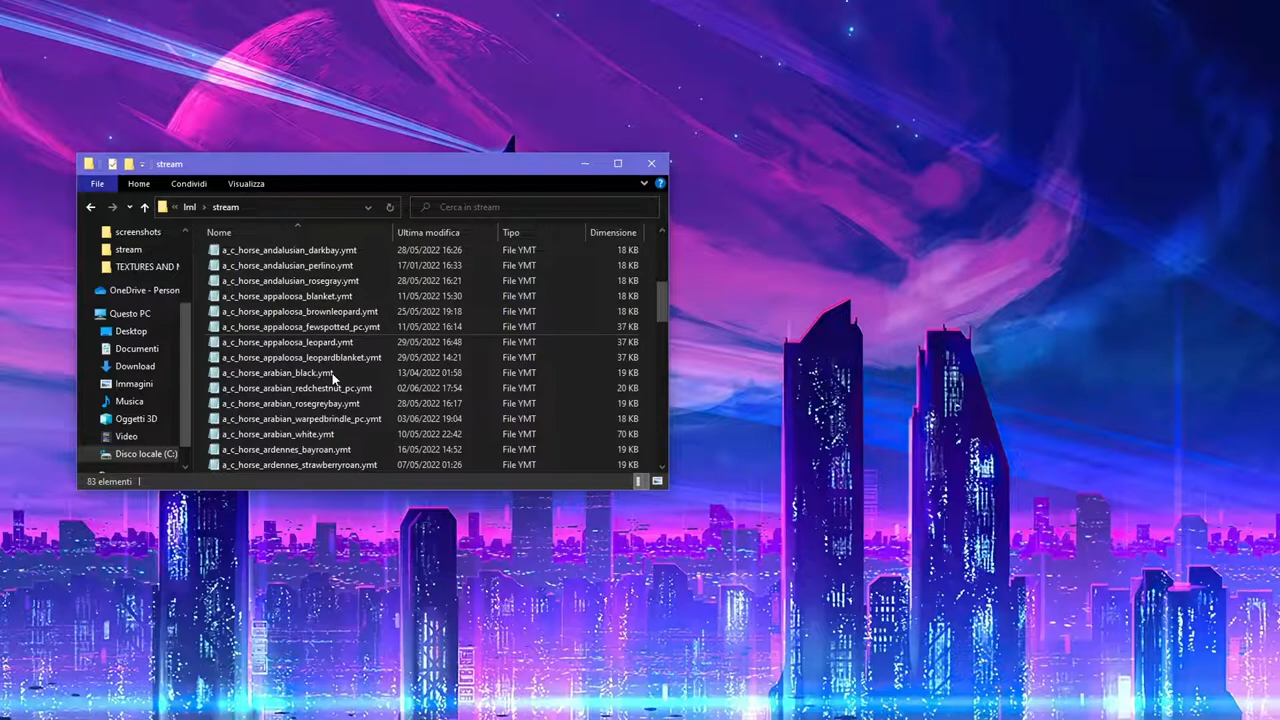 stream
File Home Condividi Visualizza
« lml › stream Cerca in stream
screenshots
stream
TEXTURES AND M
OneDrive - Person
Questo PC
Desktop
Documenti
Download
Immagini
Musica
Oggetti 3D
Video
Disco locale (C:)
Nome Ultima modifica Tipo Dimensione
a_c_horse_andalusian_darkbay.ymt 28/05/2022 16:26 File YMT 18 KB
a_c_horse_andalusian_perlino.ymt 17/01/2022 16:33 File YMT 18 KB
a_c_horse_andalusian_rosegray.ymt 28/05/2022 16:21 File YMT 18 KB
a_c_horse_appaloosa_blanket.ymt 11/05/2022 15:30 File YMT 18 KB
a_c_horse_appaloosa_brownleopard.ymt 25/05/2022 19:18 File YMT 18 KB
a_c_horse_appaloosa_fewspotted_pc.ymt 11/05/2022 16:14 File YMT 37 KB
a_c_horse_appaloosa_leopard.ymt 29/05/2022 16:48 File YMT 37 KB
a_c_horse_appaloosa_leopardblanket.ymt 29/05/2022 14:21 File YMT 37 KB
a_c_horse_arabian_black.ymt 13/04/2022 01:58 File YMT 19 KB
a_c_horse_arabian_redchestnut_pc.ymt 02/06/2022 17:54 File YMT 20 KB
a_c_horse_arabian_rosegreybay.ymt 28/05/2022 16:17 File YMT 19 KB
a_c_horse_arabian_warpedbrindle_pc.ymt 03/06/2022 19:04 File YMT 18 KB
a_c_horse_arabian_white.ymt 10/05/2022 22:42 File YMT 70 KB
a_c_horse_ardennes_bayroan.ymt 16/05/2022 14:52 File YMT 19 KB
a_c_horse_ardennes_strawberryroan.ymt 07/05/2022 01:26 File YMT 19 KB
83 elementi